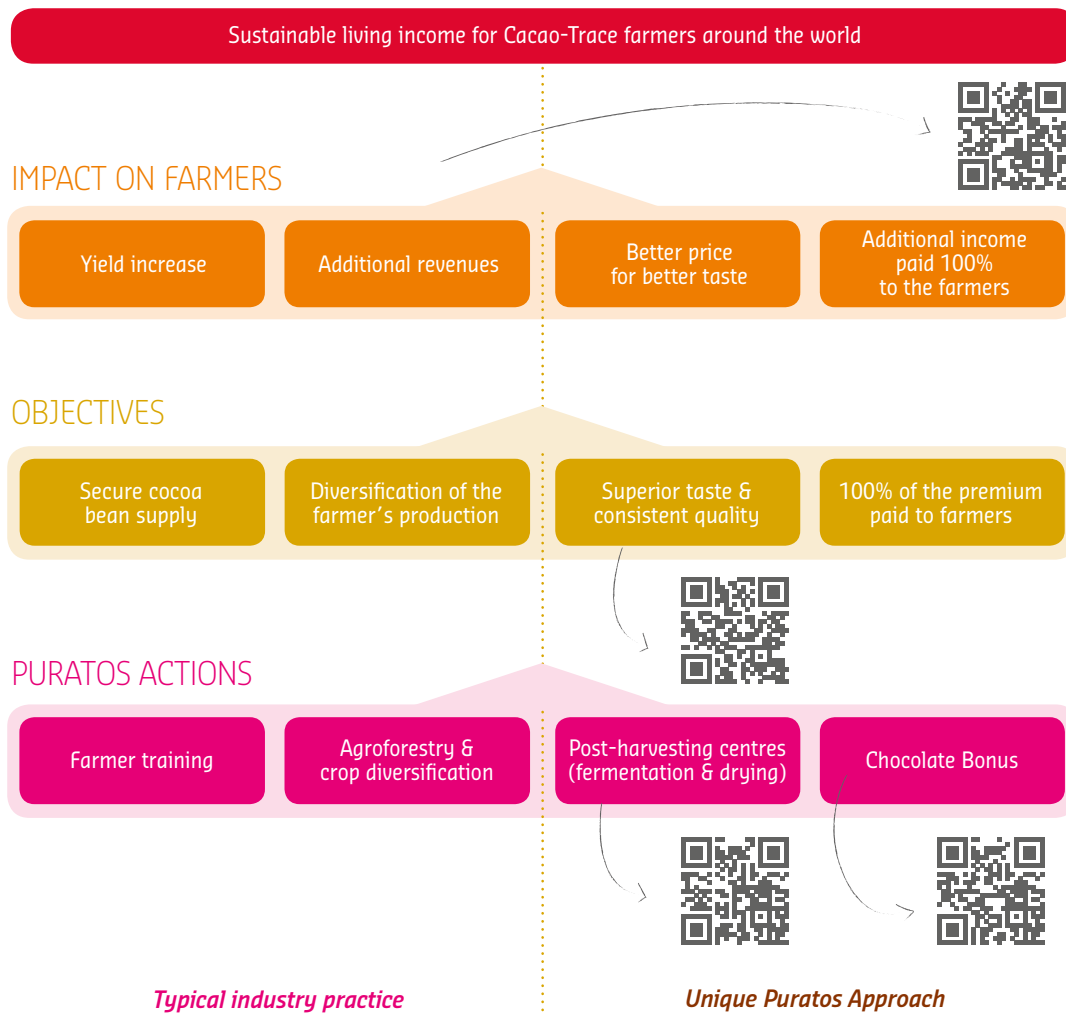 Sustainable living income for Cacao-Trace farmers around the world
IMPACT ON FARMERS
Yield increase
Additional revenues
Better price
for better taste
Additional income
paid 100%
to the farmers
OBJECTIVES
Secure cocoa
bean supply
Diversification of the
farmer's production
Superior taste &
consistent quality
100% of the premium
paid to farmers
PURATOS ACTIONS
Farmer training
Agroforestry &
crop diversification
Post-harvesting centres
(fermentation & drying)
Chocolate Bonus
Typical industry practice
Unique Puratos Approach